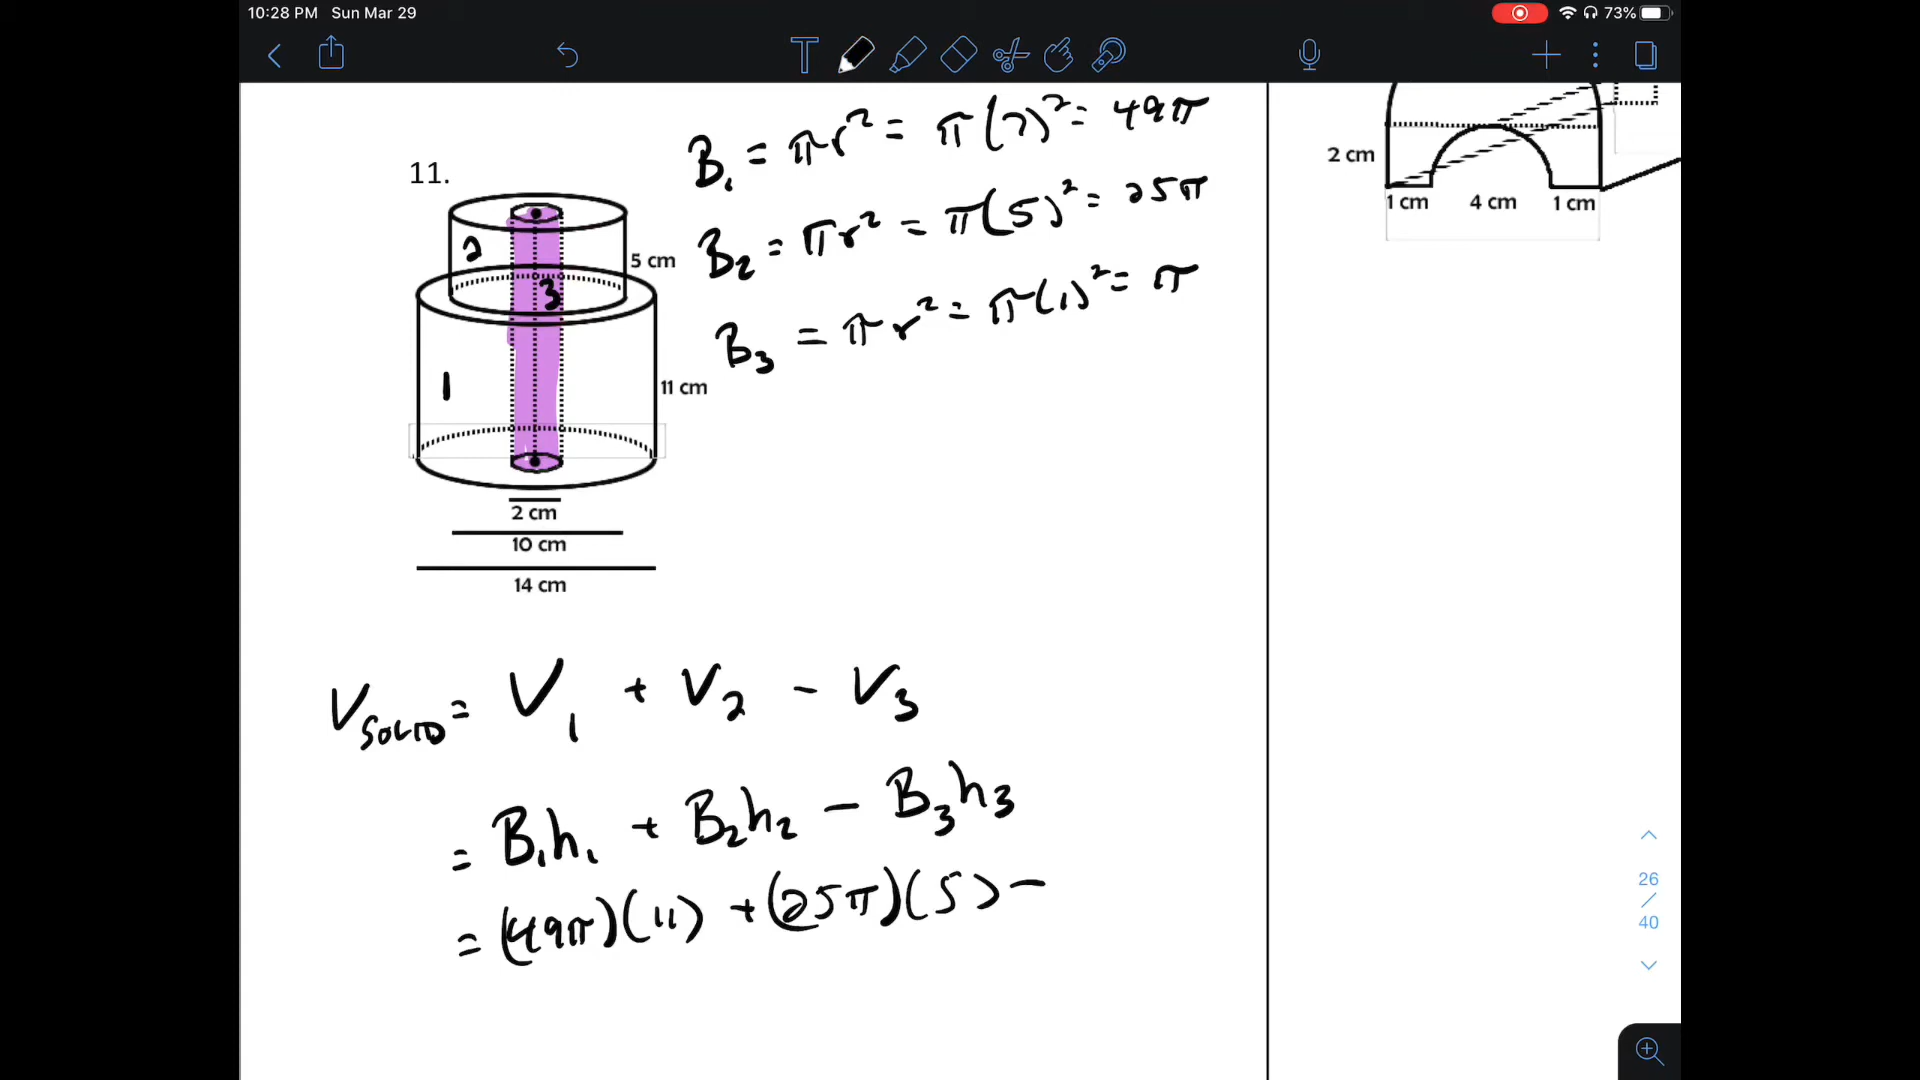 10:28 PM Sun Mar 29
73%
11.
B₁ = πr² = π(7)² = 49π
B₂ = πr² = π(5)² = 25π
B₃ = πr² = π(1)² = π
2
3
1
5 cm
11 cm
2 cm
10 cm
14 cm
2 cm
1 cm 4 cm 1 cm
V SOLID = V₁ + V₂ - V₃
= B₁h₁ + B₂h₂ - B₃h₃
= (49π)(11) + (25π)(5) -
26
/
40